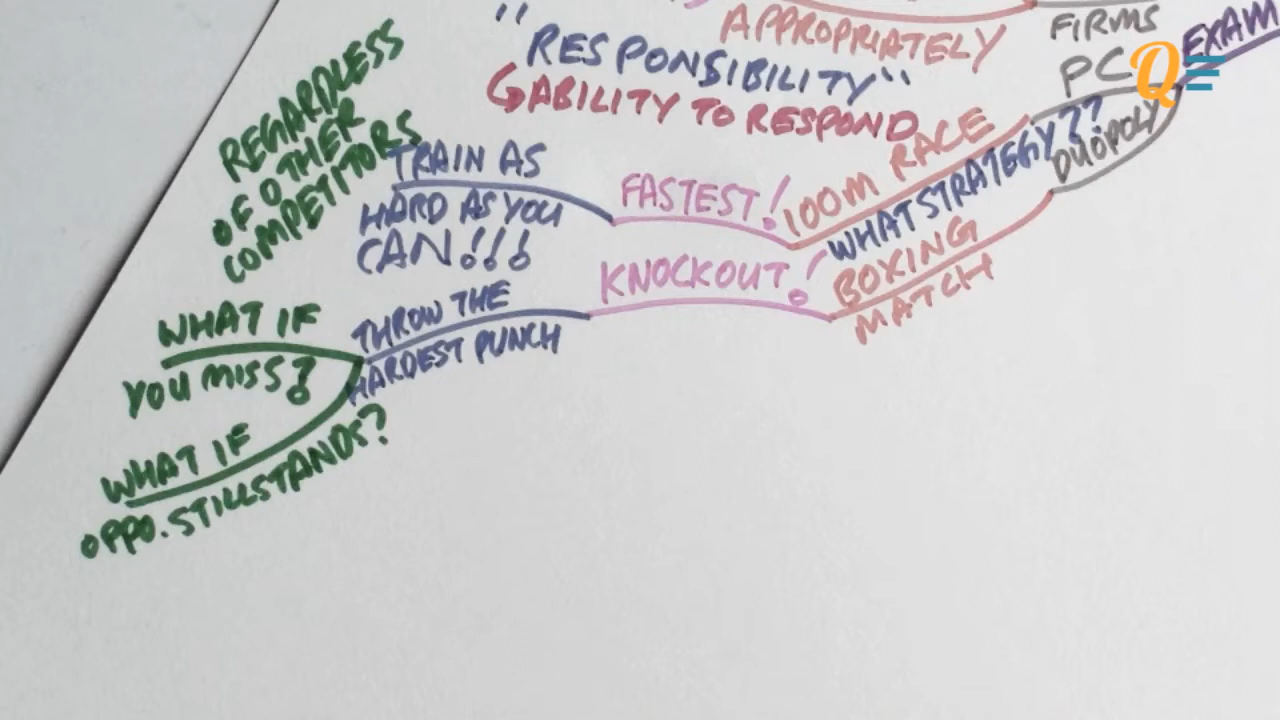 APPROPRIATELY
FIRMS
PC
EXAM
"RESPONSIBILITY"
ABILITY TO RESPOND
DUOPOLY
100M RACE
WHAT STRATEGY??
BOXING
MATCH
FASTEST!
KNOCKOUT!
TRAIN AS
HARD AS YOU
CAN!!!
REGARDLESS
OF OTHER
COMPETITORS
THROW THE
HARDEST PUNCH
WHAT IF
YOU MISS?
WHAT IF
OPPO. STILL STANDS?